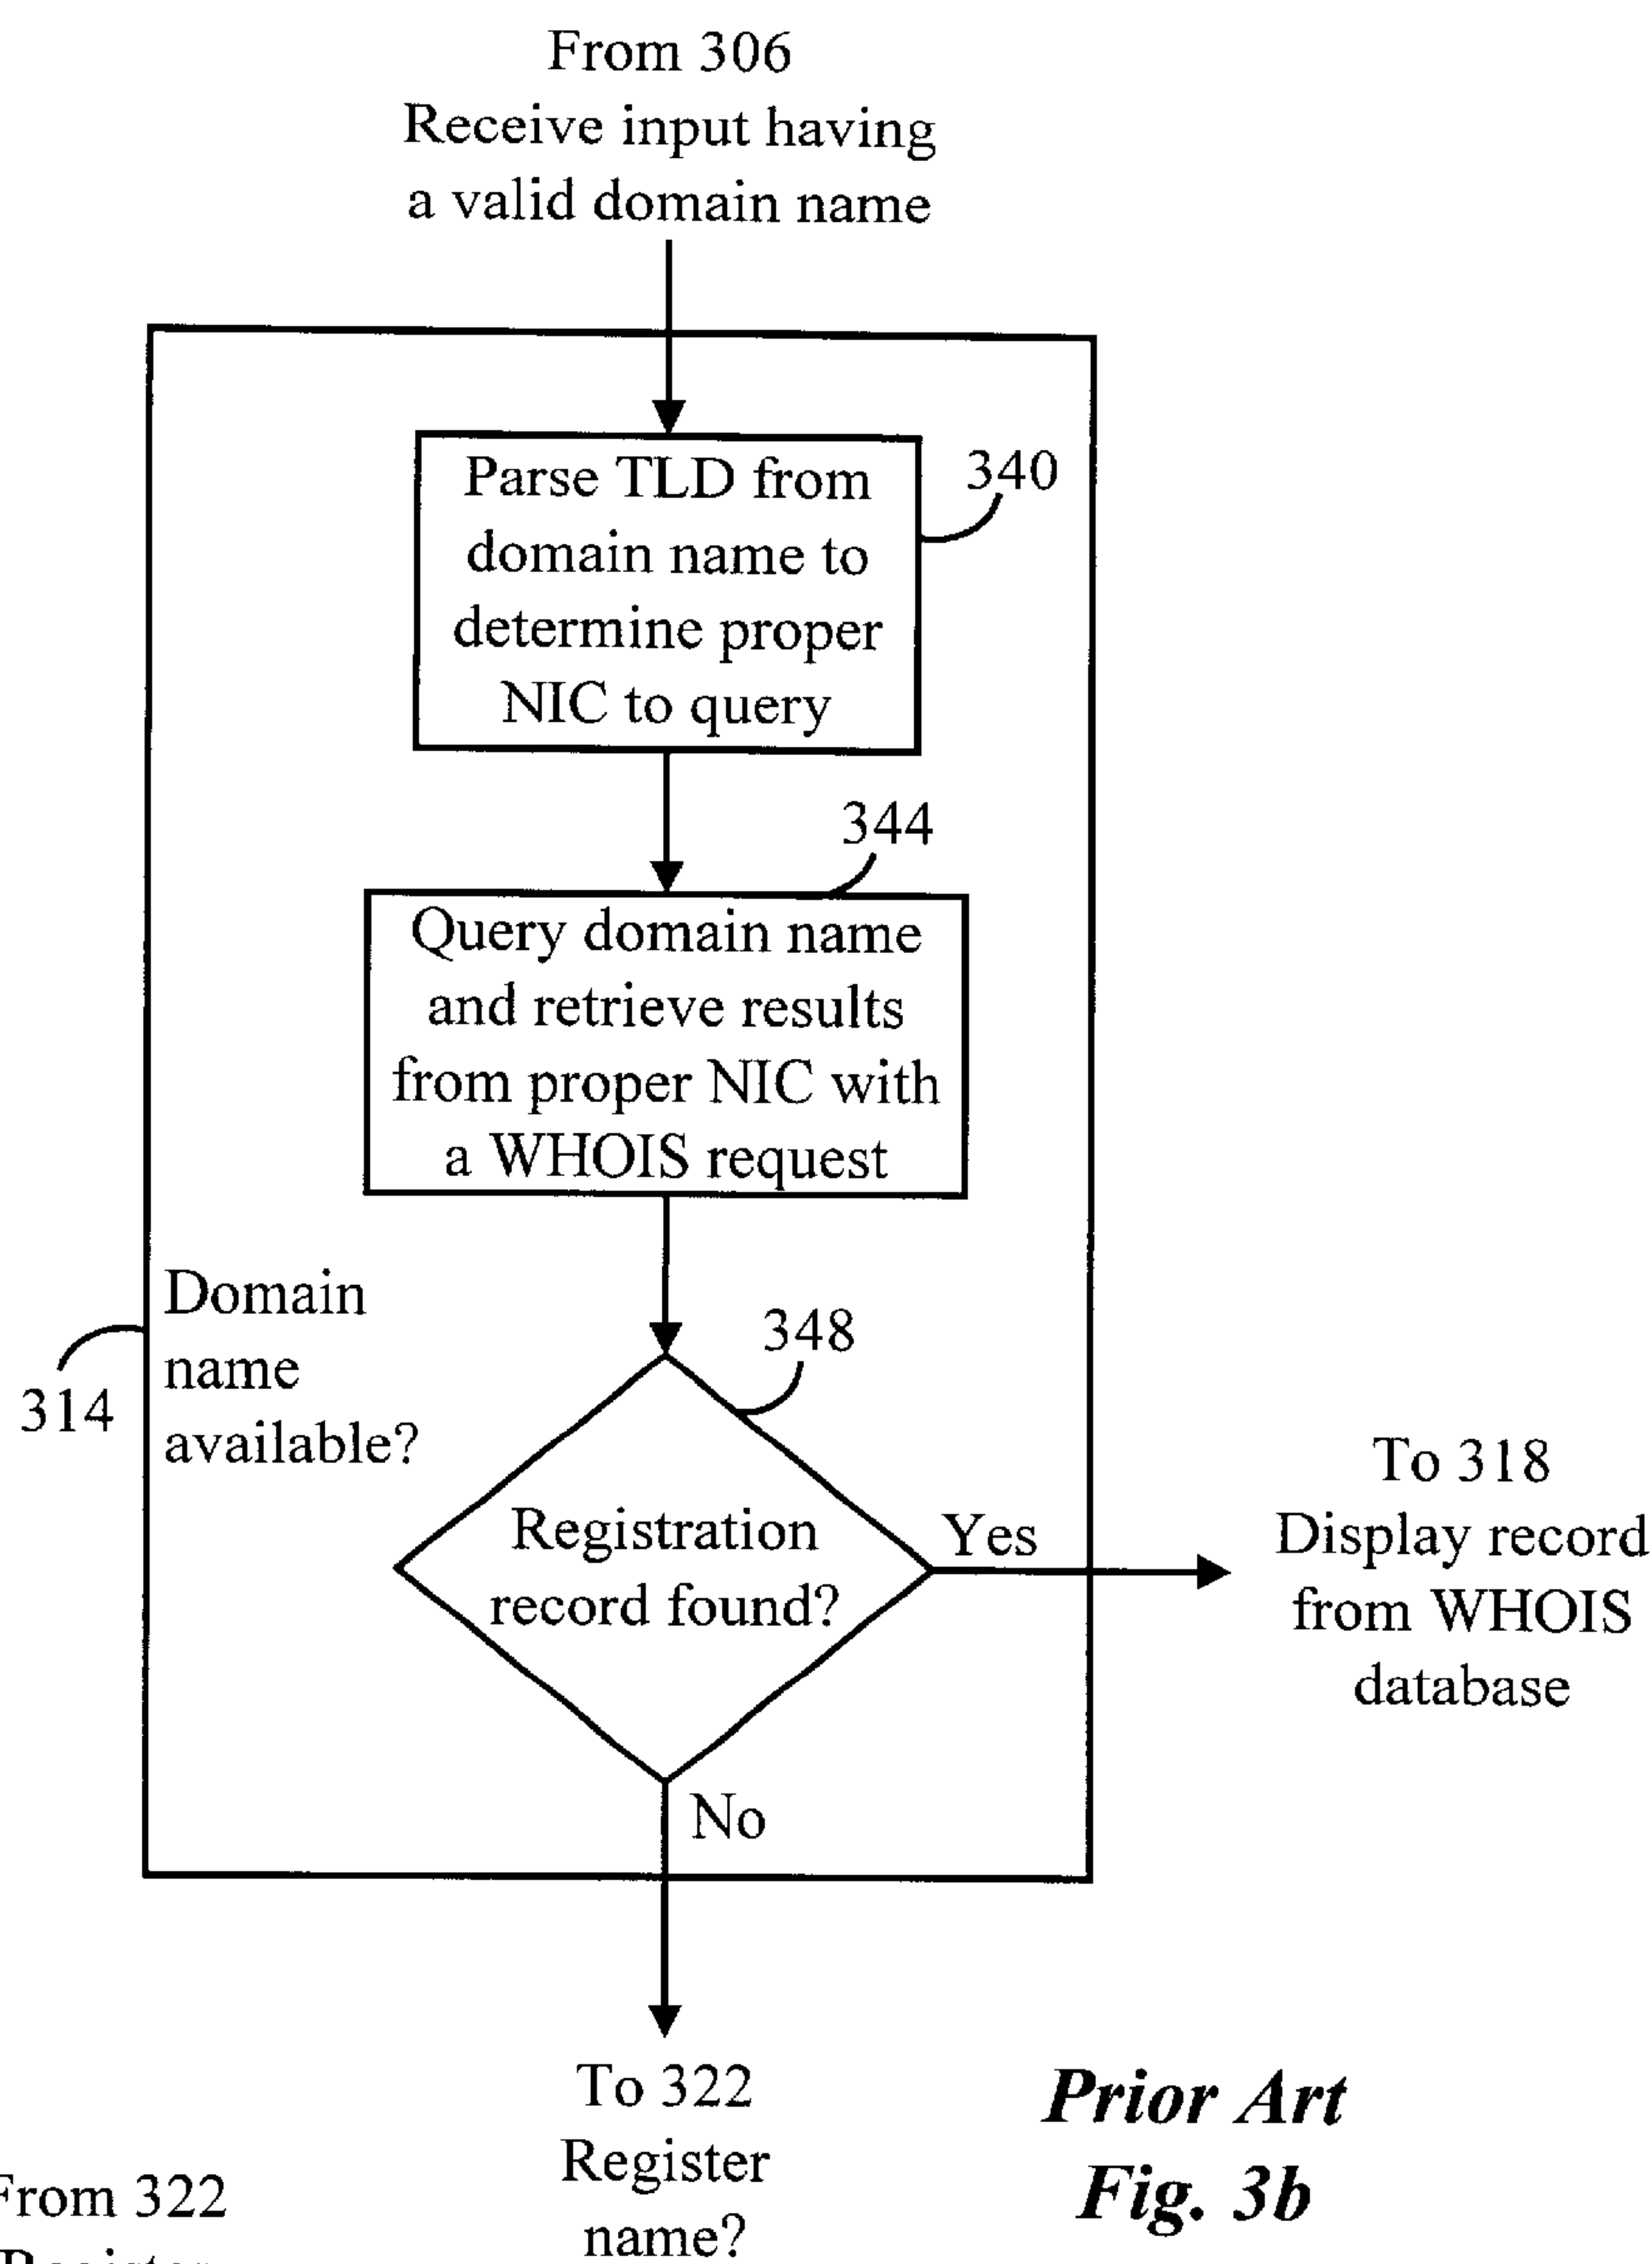 From 306
Receive input having
a valid domain name
Parse TLD from
domain name to
determine proper
NIC to query
340
344
Query domain name
and retrieve results
from proper NIC with
a WHOIS request
Domain
name
available?
314
348
Registration
record found?
Yes
To 318
Display record
from WHOIS
database
No
To 322
Register
name?
Prior Art
Fig. 3b
From 322
Register